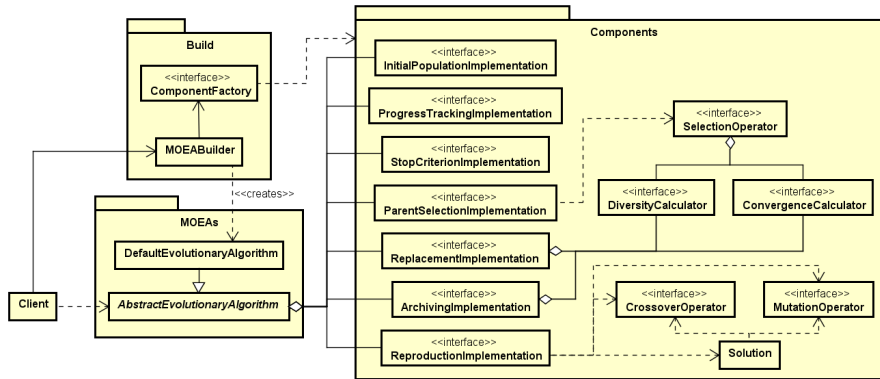 Components
Build
<<interface>>
ComponentFactory
MOEABuilder
<<creates>>
MOEAs
DefaultEvolutionaryAlgorithm
AbstractEvolutionaryAlgorithm
Client
<<interface>>
InitialPopulationImplementation
<<interface>>
ProgressTrackingImplementation
<<interface>>
StopCriterionImplementation
<<interface>>
ParentSelectionImplementation
<<interface>>
ReplacementImplementation
<<interface>>
ArchivingImplementation
<<interface>>
ReproductionImplementation
<<interface>>
SelectionOperator
<<interface>>
DiversityCalculator
<<interface>>
ConvergenceCalculator
<<interface>>
CrossoverOperator
<<interface>>
MutationOperator
Solution